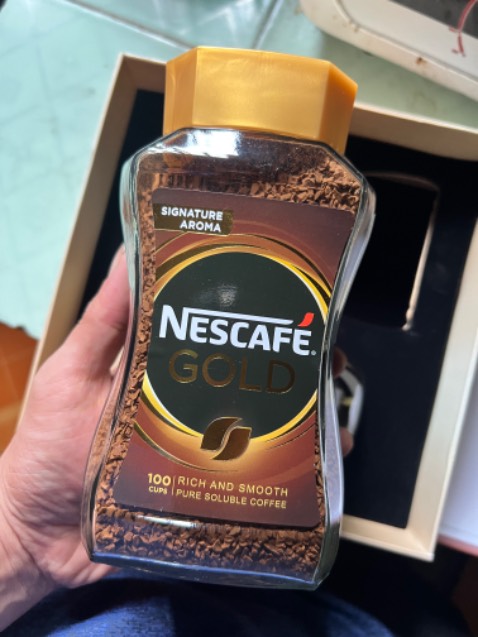 SIGNATURE
AROMA
NESCAFÉ®
GOLD
100 CUPS
RICH AND SMOOTH
PURE SOLUBLE COFFEE